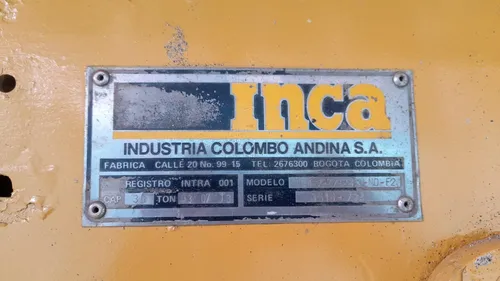 Inca
INDUSTRIA COLOMBO ANDINA S.A.
FABRICA CALLE 20 No. 99-15 TEL: 2676300 BOGOTA COLOMBIA
REGISTRO INTRA 001 MODELO
CAP TON SERIE